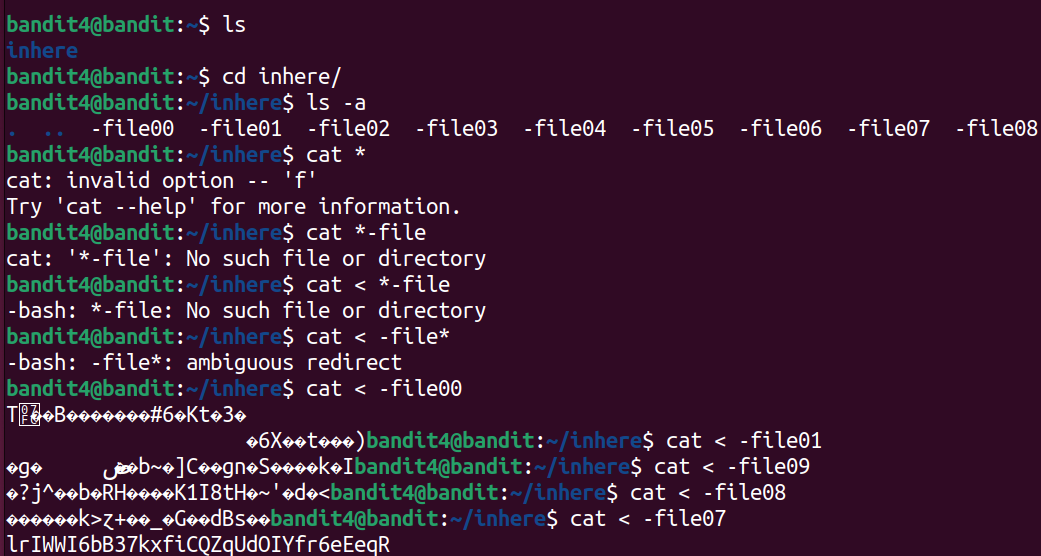 bandit4@bandit:~$ ls
inhere
bandit4@bandit:~$ cd inhere/
bandit4@bandit:~/inhere$ ls -a
.  ..  -file00  -file01  -file02  -file03  -file04  -file05  -file06  -file07  -file08
bandit4@bandit:~/inhere$ cat *
cat: invalid option -- 'f'
Try 'cat --help' for more information.
bandit4@bandit:~/inhere$ cat *-file
cat: '*-file': No such file or directory
bandit4@bandit:~/inhere$ cat < *-file
-bash: *-file: No such file or directory
bandit4@bandit:~/inhere$ cat < -file*
-bash: -file*: ambiguous redirect
bandit4@bandit:~/inhere$ cat < -file00
T��B�������#6�Kt�3�
�6X��t���)bandit4@bandit:~/inhere$ cat < -file01
�g� �b~�]C��gn�S����k�Ibandit4@bandit:~/inhere$ cat < -file09
�?j^��b�RH����K1I8tH�~'�d�<bandit4@bandit:~/inhere$ cat < -file08
������k>ɀ+��_�G��dBs��bandit4@bandit:~/inhere$ cat < -file07
lrIWWI6bB37kxfiCQZqUdOIYfr6eEeqR